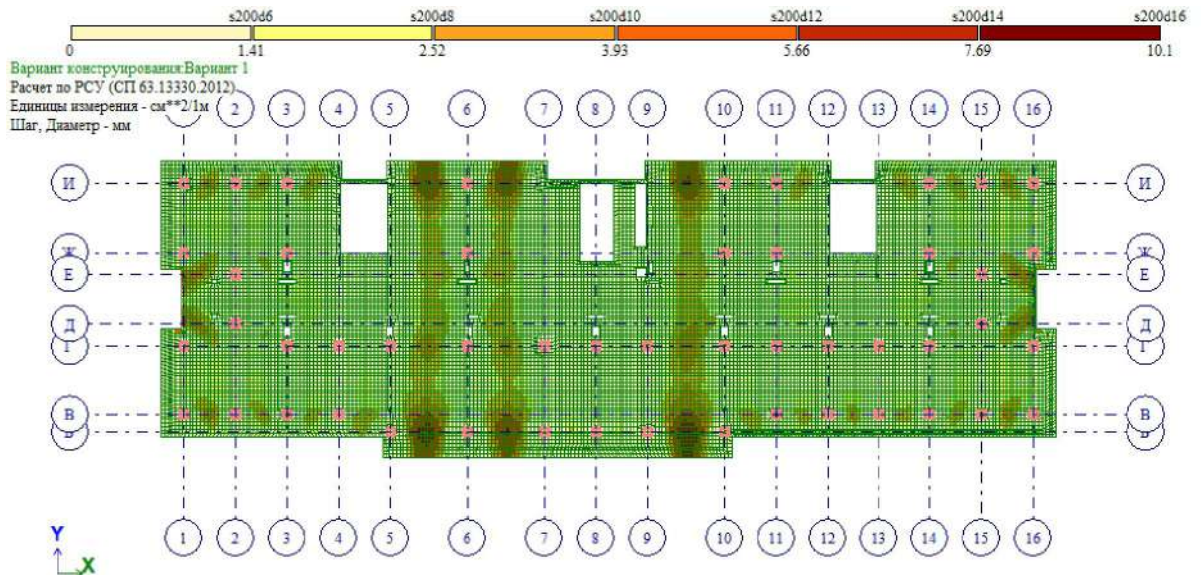 s200d6 s200d8 s200d10 s200d12 s200d14 s200d16
0 1.41 2.52 3.93 5.66 7.69 10.1
Вариант конструирования:Вариант 1
Расчет по РСУ (СП 63.13330.2012)
Единицы измерения - см**2/1м
Шаг, Диаметр - мм
1 2 3 4 5 6 7 8 9 10 11 12 13 14 15 16
И И
Ж Ж
Е Е
Д Д
Г Г
В В
Б Б
1 2 3 4 5 6 7 8 9 10 11 12 13 14 15 16
Y
X